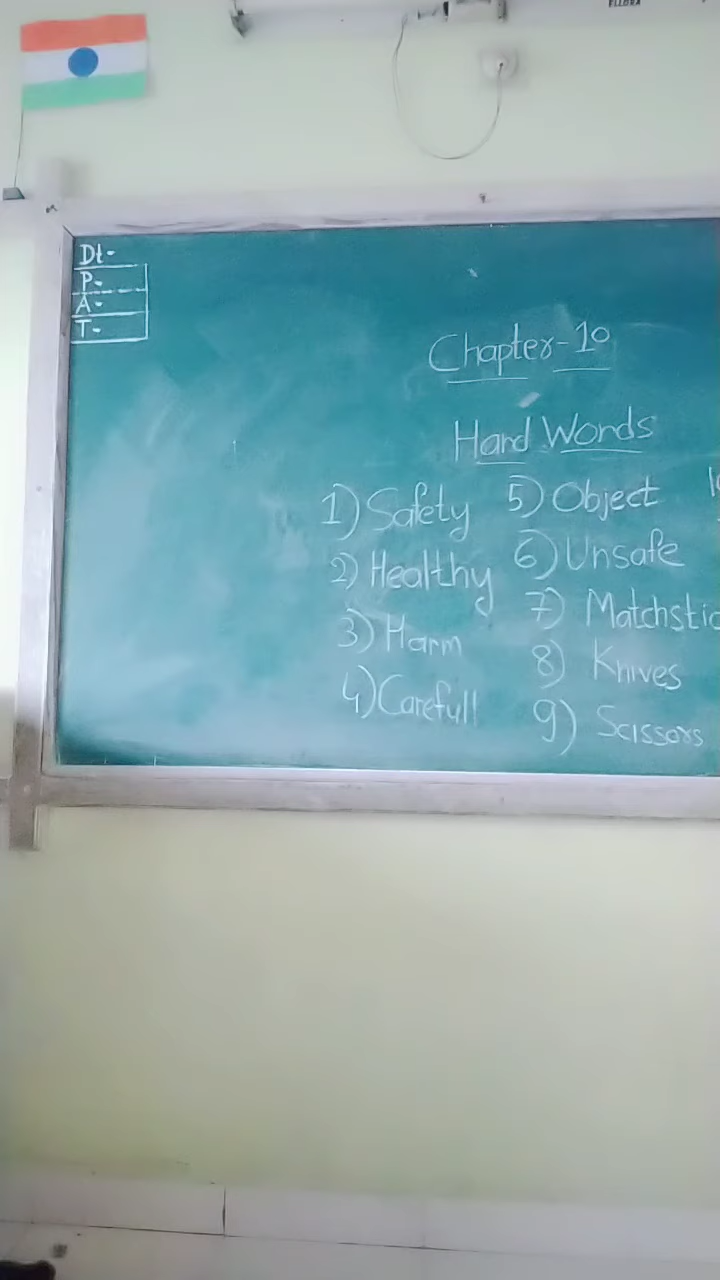 ELLORA
Dt-
P-
A-
T-
Chapter-10
Hard Words
1) Safety
2) Healthy
3) Harm
4) Carefull
5) Object
6) Unsafe
7) Matchstic
8) Knives
9) Scissors